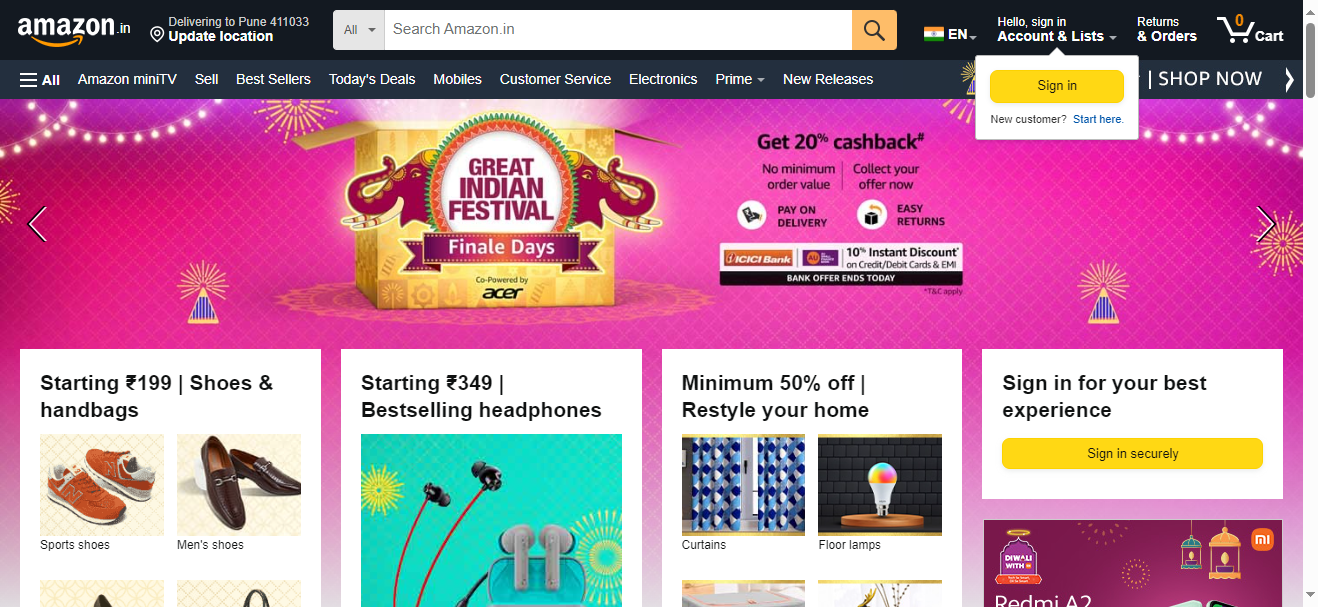 amazon.in
Delivering to Pune 411033
Update location
All
Search Amazon.in
EN
Hello, sign in
Account & Lists
Returns
& Orders
0
Cart
All
Amazon miniTV
Sell
Best Sellers
Today's Deals
Mobiles
Customer Service
Electronics
Prime
New Releases
| SHOP NOW
Sign in
New customer? Start here.
GREAT
INDIAN
FESTIVAL
Finale Days
Co-Powered by
acer
Get 20% cashback#
No minimum
order value
Collect your
offer now
PAY ON
DELIVERY
EASY
RETURNS
ICICI Bank
AU
10% Instant Discount*
on Credit/Debit Cards & EMI
BANK OFFER ENDS TODAY
*T&C apply
Starting ₹199 | Shoes &
handbags
Sports shoes
Men's shoes
Starting ₹349 |
Bestselling headphones
Minimum 50% off |
Restyle your home
Curtains
Floor lamps
Sign in for your best
experience
Sign in securely
DIWALI
WITH
mi
Redmi A2